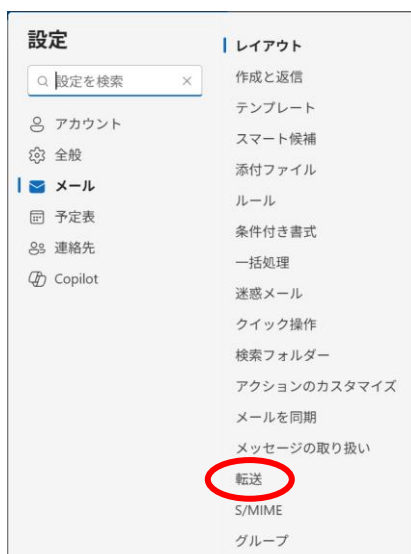 設定
設定を検索
アカウント
全般
メール
予定表
連絡先
Copilot
レイアウト
作成と返信
テンプレート
スマート候補
添付ファイル
ルール
条件付き書式
一括処理
迷惑メール
クイック操作
検索フォルダー
アクションのカスタマイズ
メールを同期
メッセージの取り扱い
転送
S/MIME
グループ